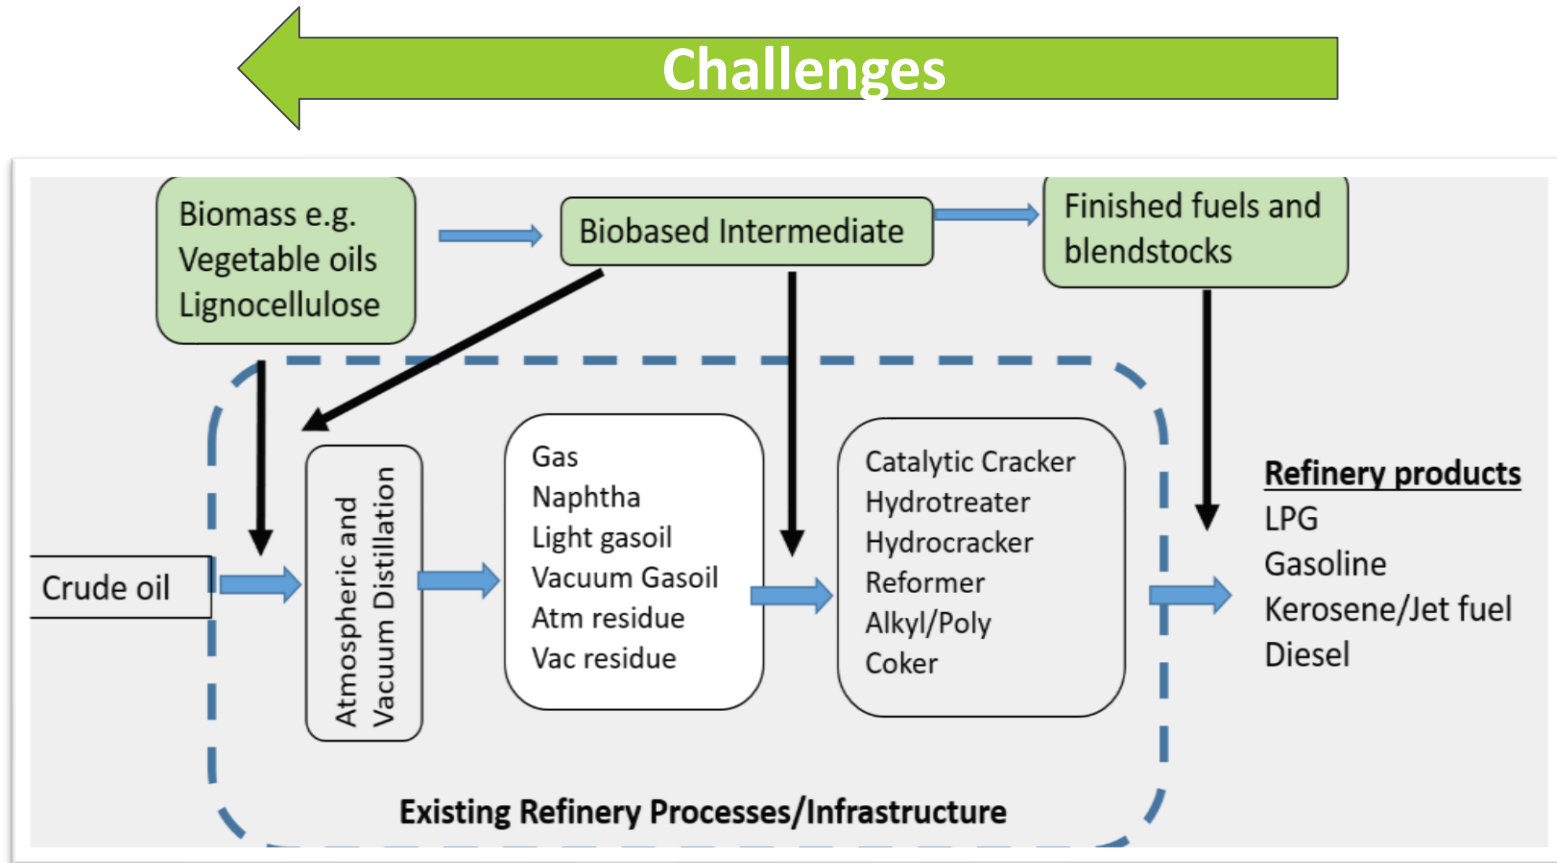 Challenges
Biomass e.g.
Vegetable oils
Lignocellulose
Biobased Intermediate
Finished fuels and
blendstocks
Crude oil
Atmospheric and
Vacuum Distillation
Gas
Naphtha
Light gasoil
Vacuum Gasoil
Atm residue
Vac residue
Catalytic Cracker
Hydrotreater
Hydrocracker
Reformer
Alkyl/Poly
Coker
Refinery products
LPG
Gasoline
Kerosene/Jet fuel
Diesel
Existing Refinery Processes/Infrastructure